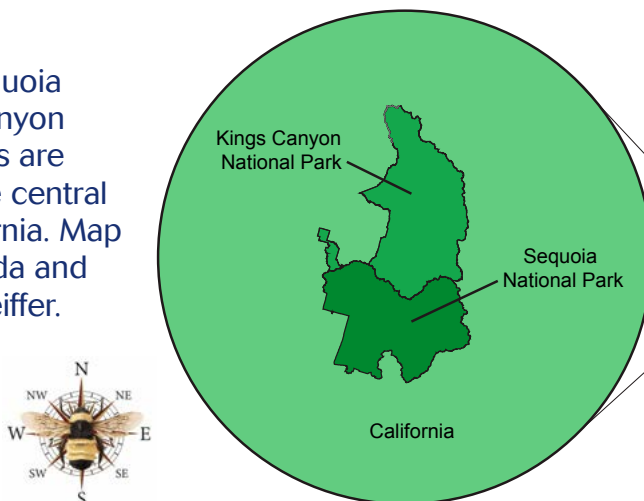 uoia
nyon
s are
e central
rnia. Map
da and
eiffer.
Kings Canyon
National Park
Sequoia
National Park
California
N
NW
NE
W
E
SW
SE
S